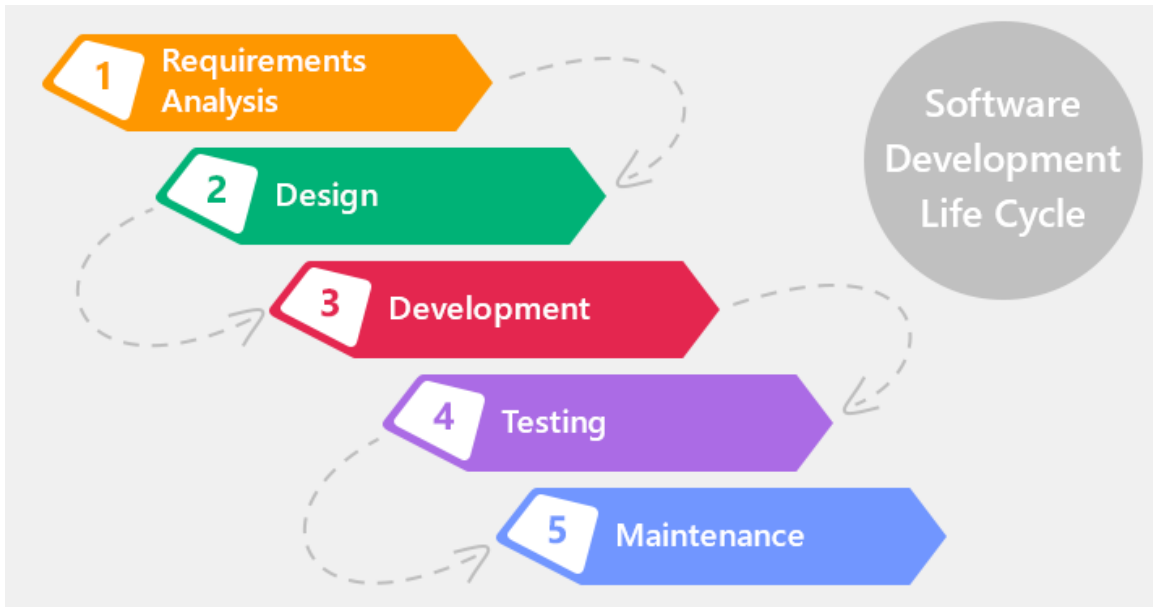 1
Requirements
Analysis
2
Design
3
Development
4
Testing
5
Maintenance
Software
Development
Life Cycle